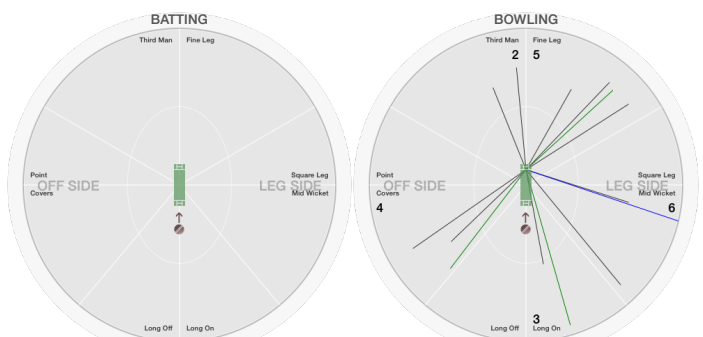 BATTING
Third Man
Fine Leg
Point
OFF SIDE
Covers
Square Leg
LEG SIDE
Mid Wicket
Long Off
Long On
BOWLING
Third Man
Fine Leg
2
5
Point
OFF SIDE
Covers
4
Square Leg
LEG SIDE
Mid Wicket
6
3
Long Off
Long On